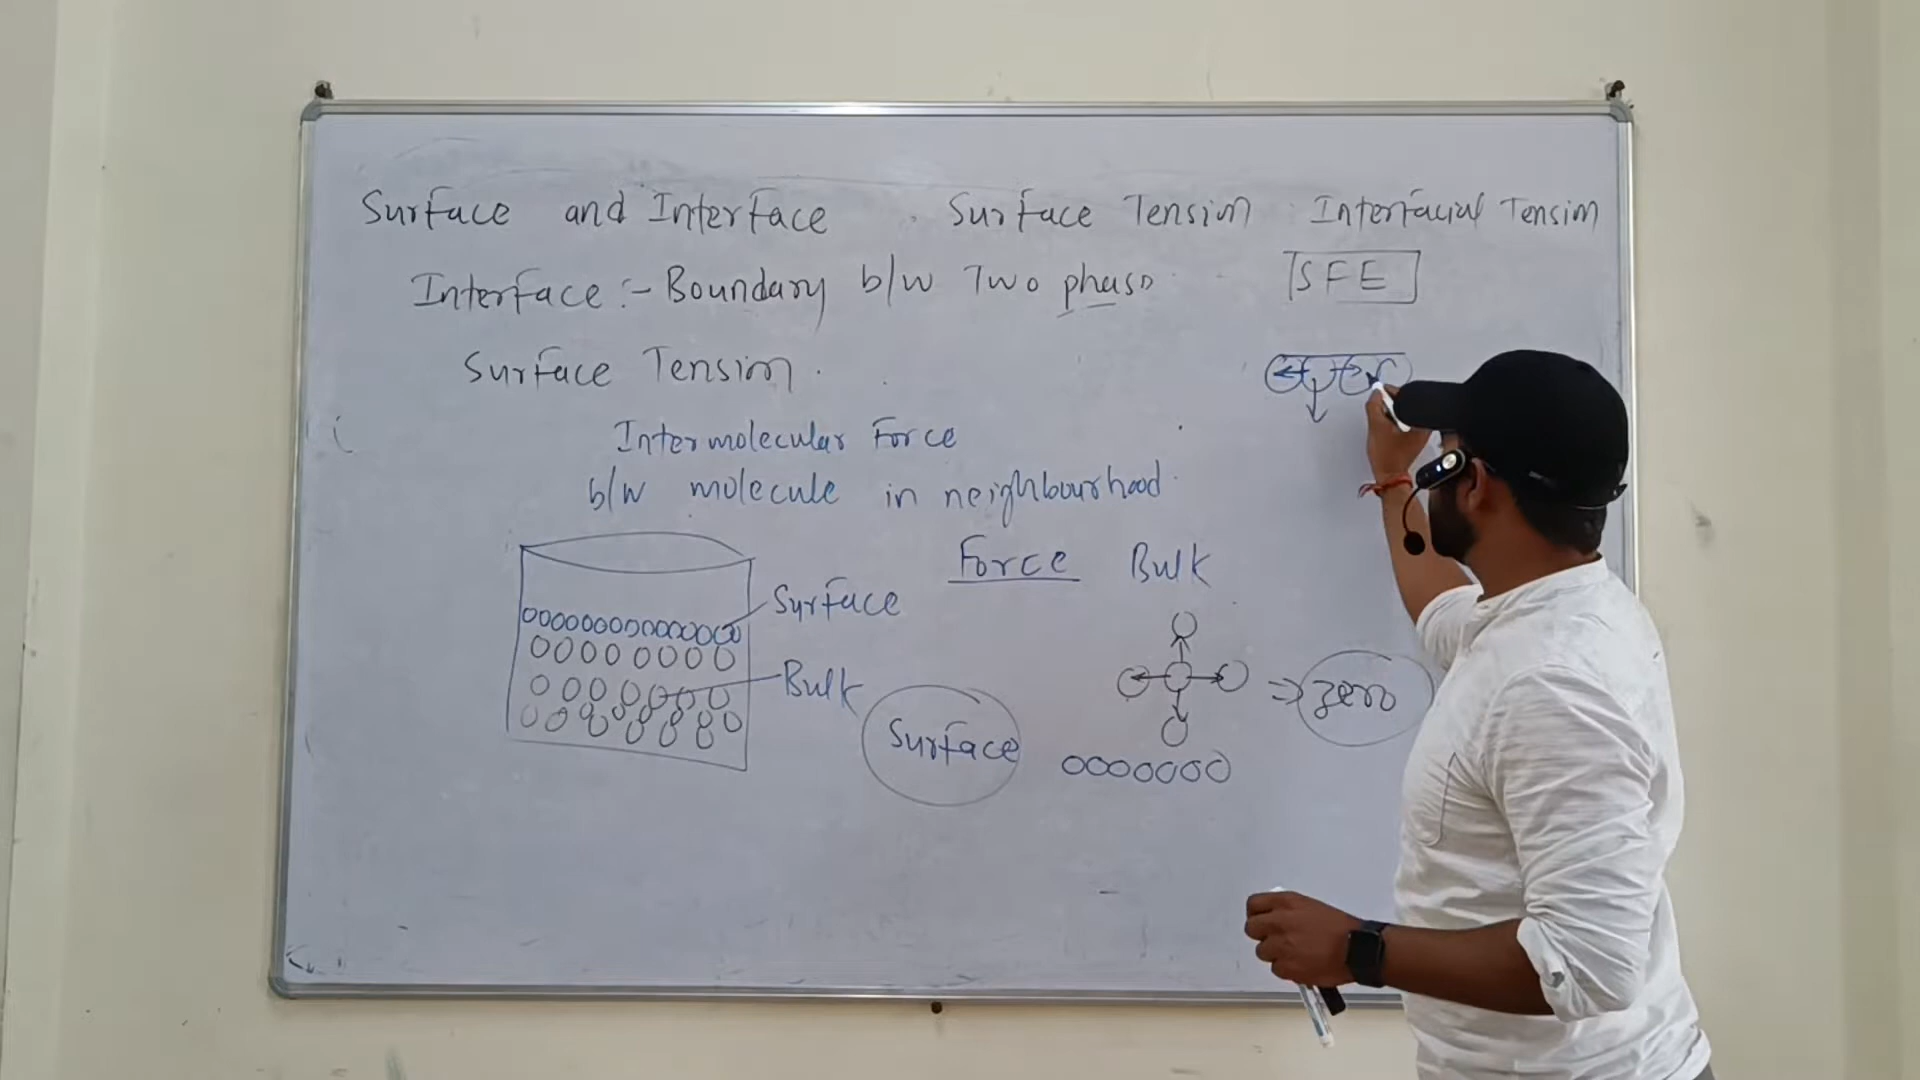 Surface and Interface . Surface Tension Interfacial Tension
Interface :- Boundary b/w Two phase
SFE
Surface Tension .
Intermolecular Force
b/w molecule in neighbourhood .
Force Bulk
Surface
Bulk
Surface
⇒ zero